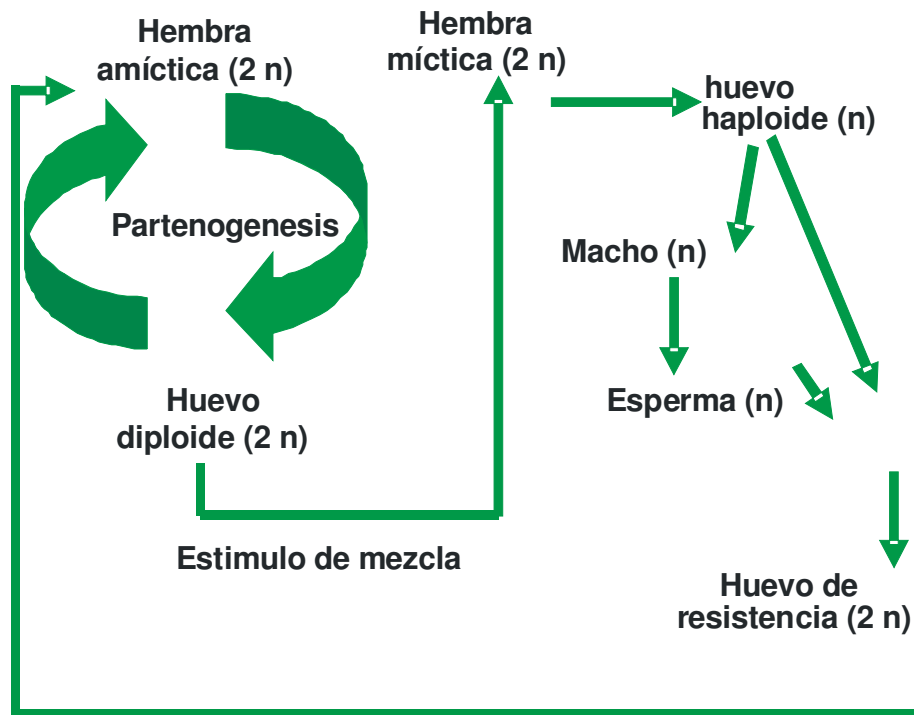 Hembra
amíctica (2 n)
Hembra
míctica (2 n)
huevo
haploide (n)
Partenogenesis
Macho (n)
Huevo
diploide (2 n)
Esperma (n)
Estimulo de mezcla
Huevo de
resistencia (2 n)